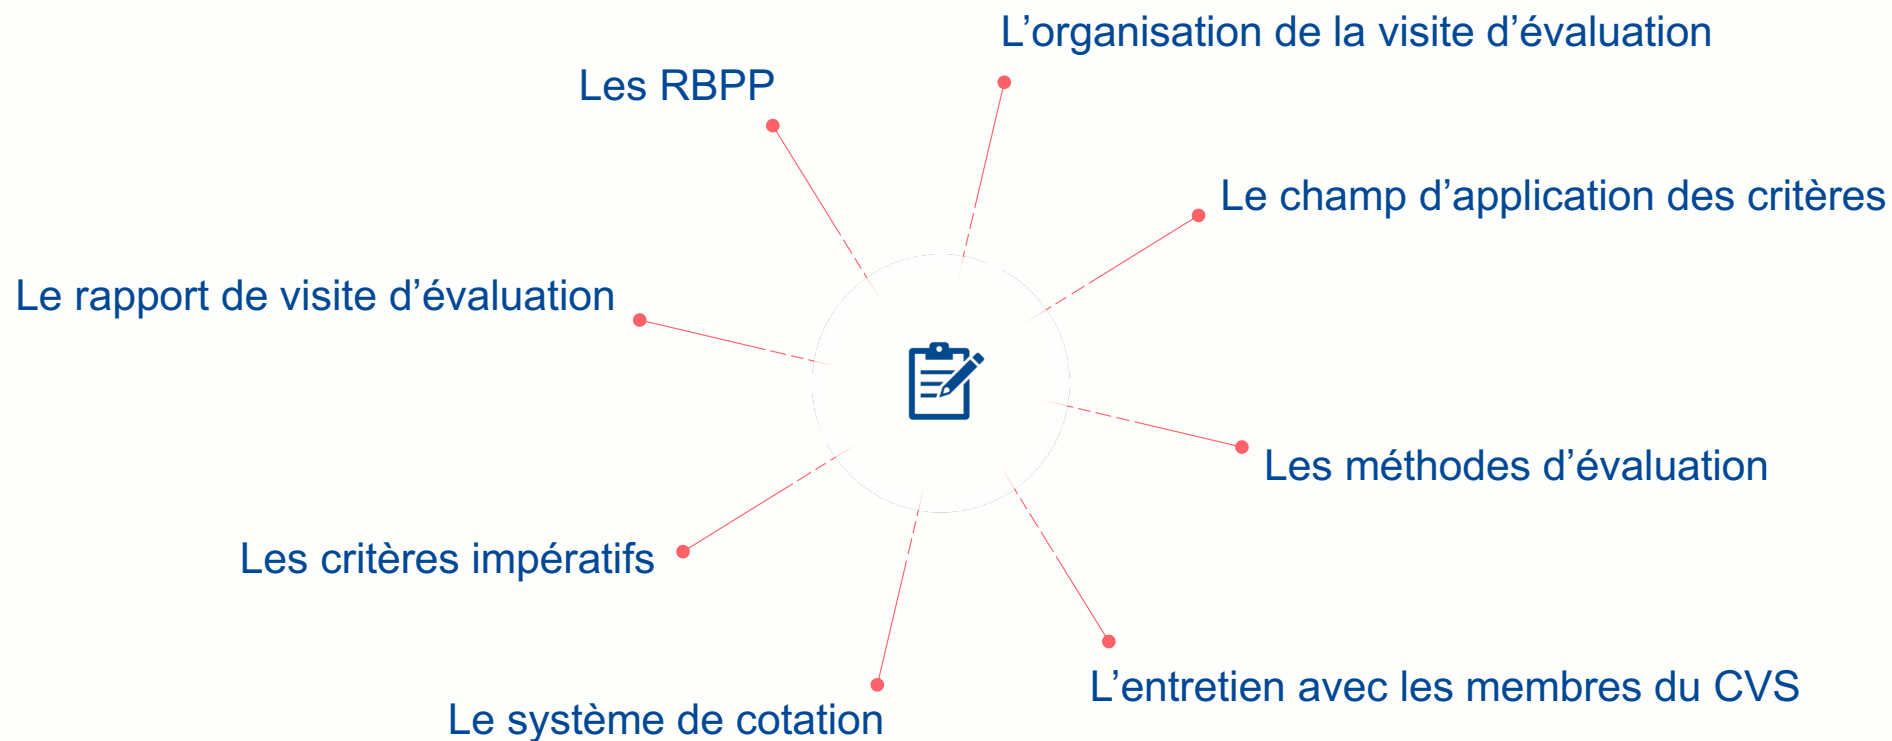 L’organisation de la visite d’évaluation
Les RBPP
Le champ d’application des critères
Le rapport de visite d’évaluation
Les méthodes d’évaluation
Les critères impératifs
L’entretien avec les membres du CVS
Le système de cotation